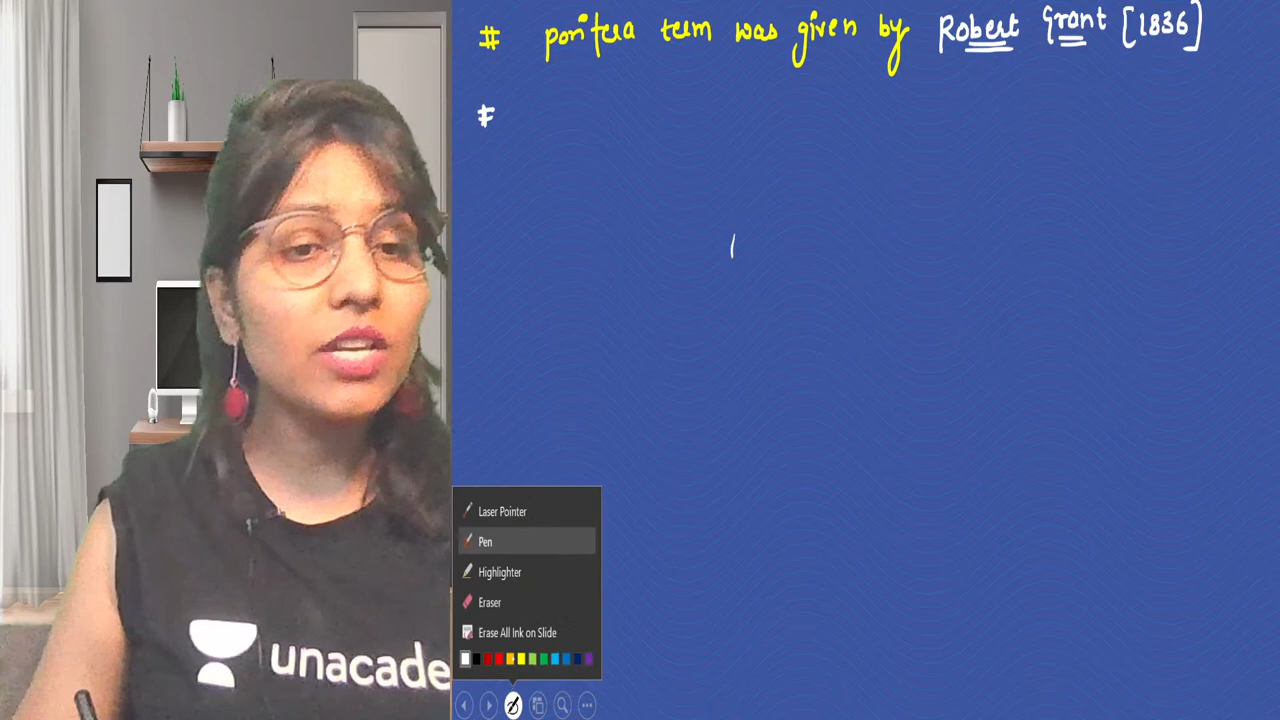 # porifera term was given by Robert Grant [1836]
#
Laser Pointer
Pen
Highlighter
Eraser
Erase All Ink on Slide
unacade